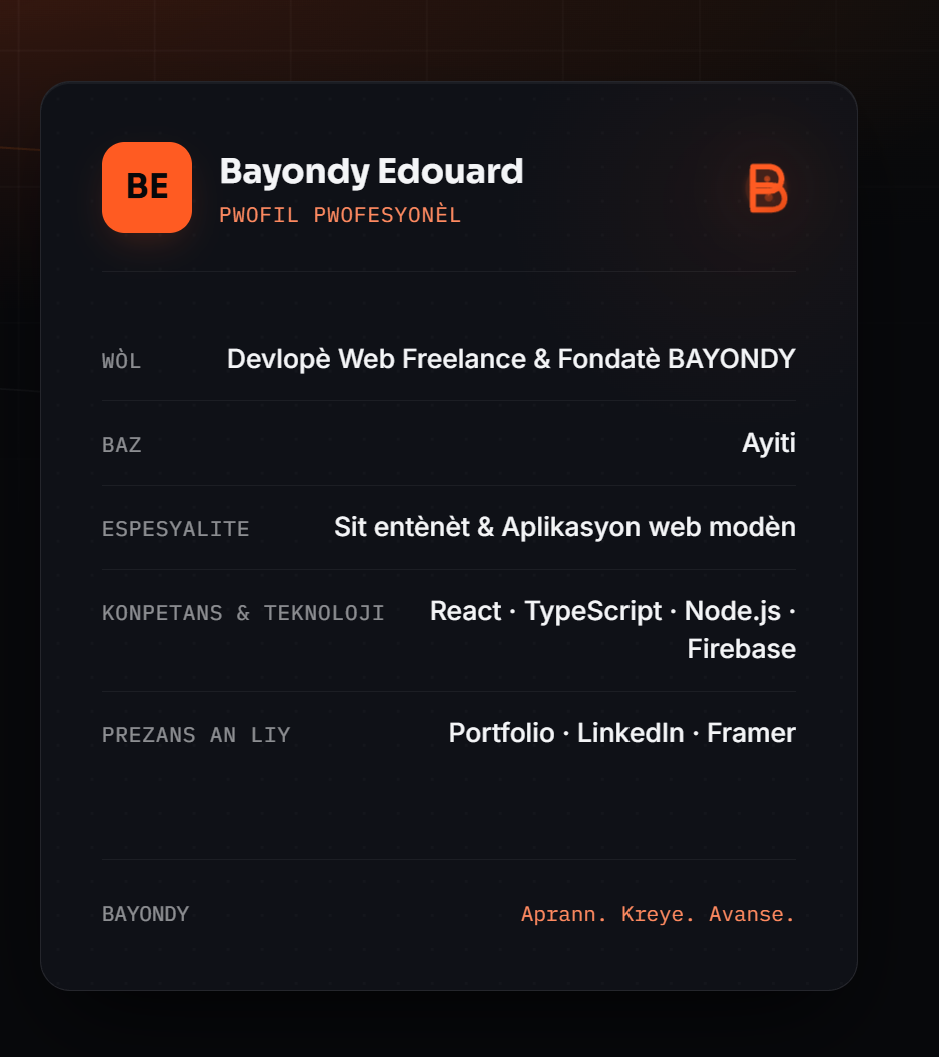 BE
Bayondy Edouard
PWOFIL PWOFESYONÈL
B
WÒL
Devlopè Web Freelance & Fondatè BAYONDY
BAZ
Ayiti
ESPESYALITE
Sit entènèt & Aplikasyon web modèn
KONPETANS & TEKNOLOJI
React · TypeScript · Node.js ·
Firebase
PREZANS AN LIY
Portfolio · LinkedIn · Framer
BAYONDY
Aprann. Kreye. Avanse.